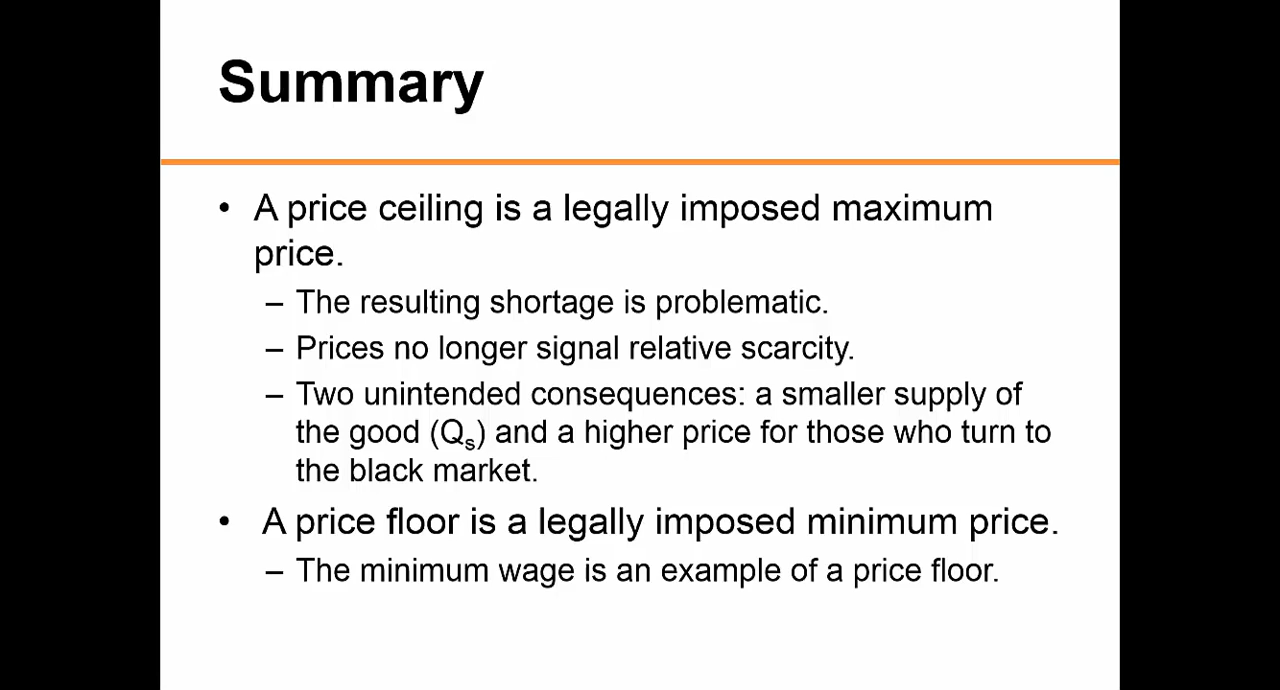 Summary
• A price ceiling is a legally imposed maximum
price.
– The resulting shortage is problematic.
– Prices no longer signal relative scarcity.
– Two unintended consequences: a smaller supply of
the good (Qs) and a higher price for those who turn to
the black market.
• A price floor is a legally imposed minimum price.
– The minimum wage is an example of a price floor.